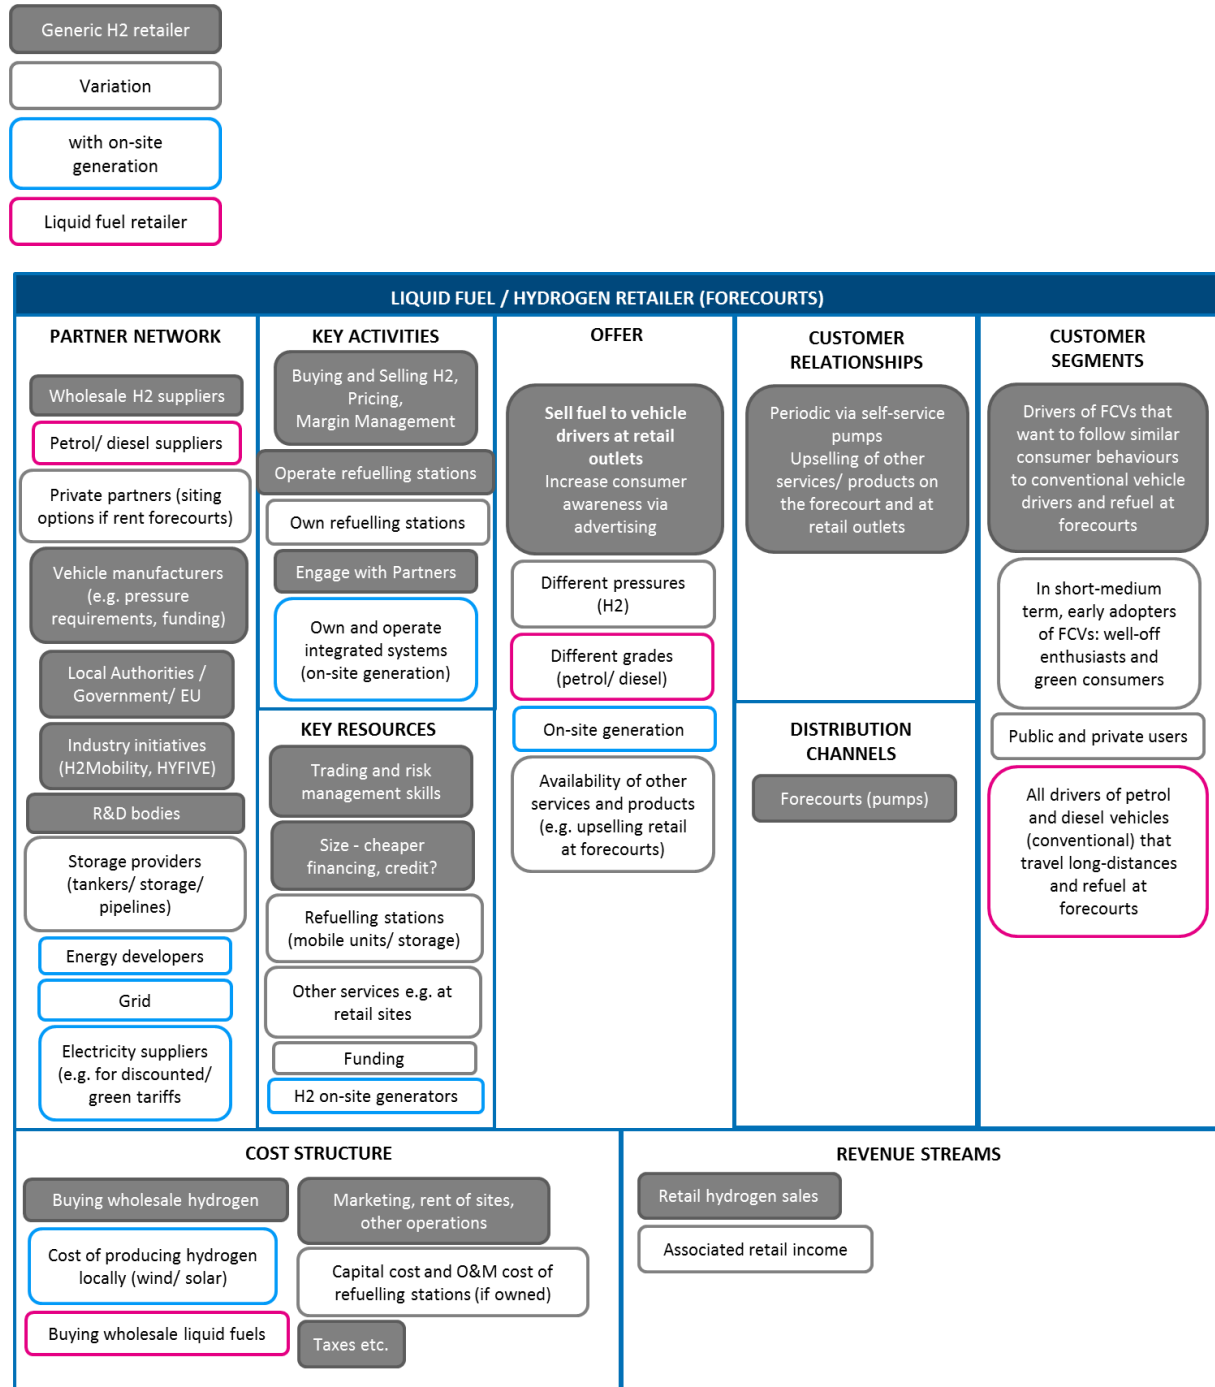 Generic H2 retailer
Variation
with on-site
generation
Liquid fuel retailer
LIQUID FUEL / HYDROGEN RETAILER (FORECOURTS)
PARTNER NETWORK
Wholesale H2 suppliers
Petrol/ diesel suppliers
Private partners (siting
options if rent forecourts)
Vehicle manufacturers
(e.g. pressure
requirements, funding)
Local Authorities /
Government/ EU
Industry initiatives
(H2Mobility, HYFIVE)
R&D bodies
Storage providers
(tankers/ storage/
pipelines)
Energy developers
Grid
Electricity suppliers
(e.g. for discounted/
green tariffs
KEY ACTIVITIES
Buying and Selling H2,
Pricing,
Margin Management
Operate refuelling stations
Own refuelling stations
Engage with Partners
Own and operate
integrated systems
(on-site generation)
KEY RESOURCES
Trading and risk
management skills
Size - cheaper
financing, credit?
Refuelling stations
(mobile units/ storage)
Other services e.g. at
retail sites
Funding
H2 on-site generators
OFFER
Sell fuel to vehicle
drivers at retail
outlets
Increase consumer
awareness via
advertising
Different pressures
(H2)
Different grades
(petrol/ diesel)
On-site generation
Availability of other
services and products
(e.g. upselling retail
at forecourts)
CUSTOMER
RELATIONSHIPS
Periodic via self-service
pumps
Upselling of other
services/ products on
the forecourt and at
retail outlets
DISTRIBUTION
CHANNELS
Forecourts (pumps)
CUSTOMER
SEGMENTS
Drivers of FCVs that
want to follow similar
consumer behaviours
to conventional vehicle
drivers and refuel at
forecourts
In short-medium
term, early adopters
of FCVs: well-off
enthusiasts and
green consumers
Public and private users
All drivers of petrol
and diesel vehicles
(conventional) that
travel long-distances
and refuel at
forecourts
COST STRUCTURE
Buying wholesale hydrogen
Cost of producing hydrogen
locally (wind/ solar)
Buying wholesale liquid fuels
Marketing, rent of sites,
other operations
Capital cost and O&M cost of
refuelling stations (if owned)
Taxes etc.
REVENUE STREAMS
Retail hydrogen sales
Associated retail income